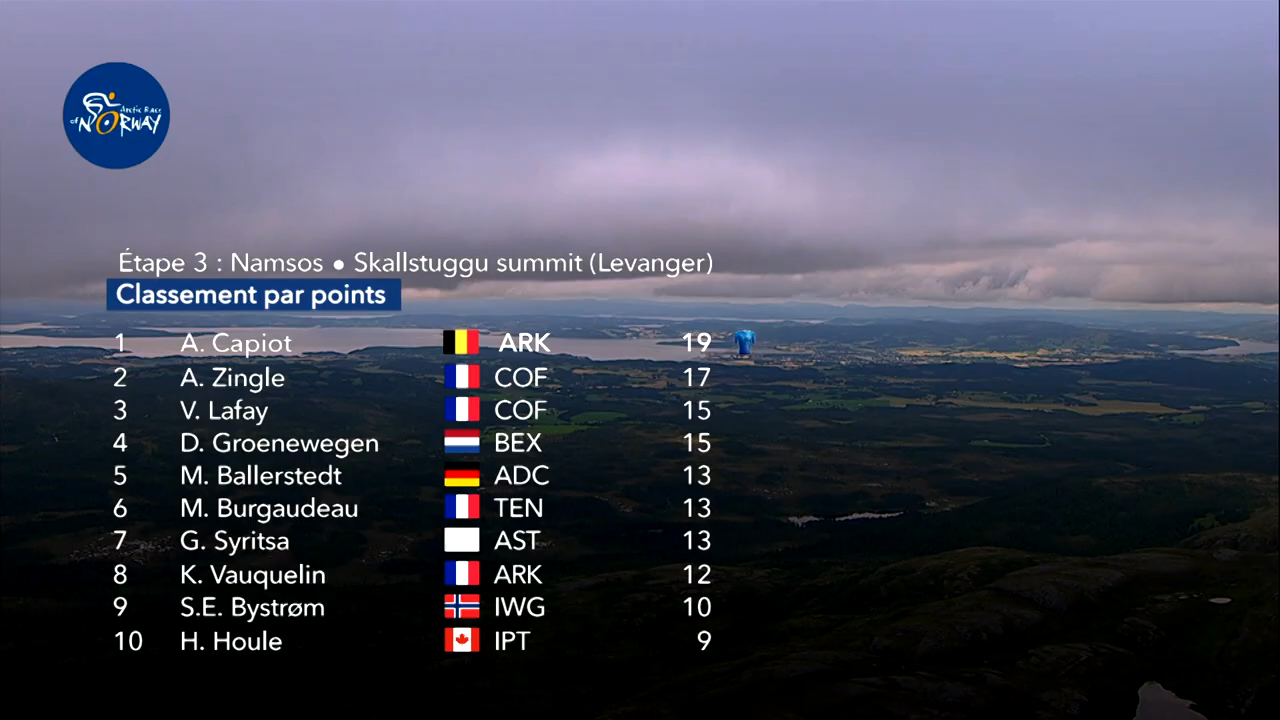 Arctic Race
of NORWAY
Étape 3 : Namsos • Skallstuggu summit (Levanger)
Classement par points
1 A. Capiot ARK 19
2 A. Zingle COF 17
3 V. Lafay COF 15
4 D. Groenewegen BEX 15
5 M. Ballerstedt ADC 13
6 M. Burgaudeau TEN 13
7 G. Syritsa AST 13
8 K. Vauquelin ARK 12
9 S.E. Bystrøm IWG 10
10 H. Houle IPT 9